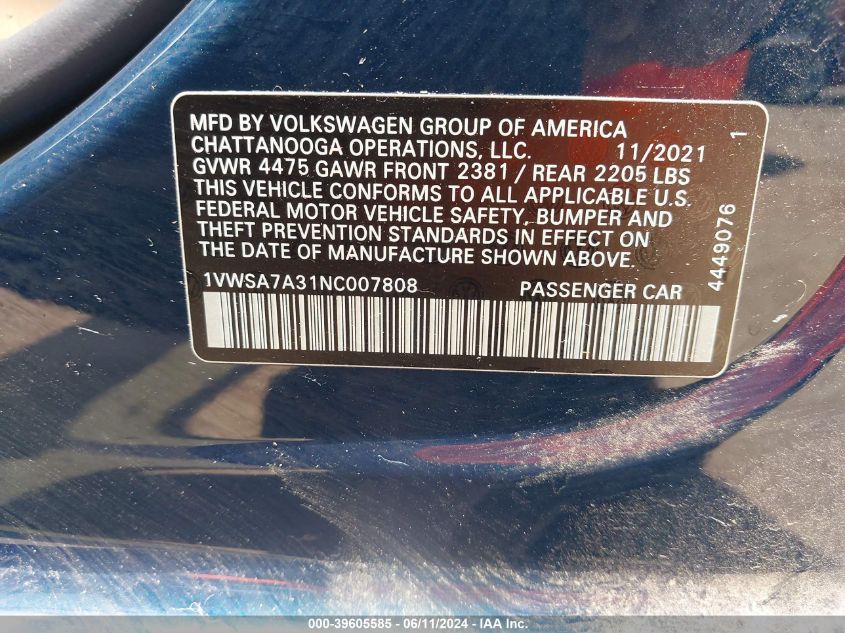 MFD BY VOLKSWAGEN GROUP OF AMERICA
CHATTANOOGA OPERATIONS, LLC. 11/2021
GVWR 4475 GAWR FRONT 2381 / REAR 2205 LBS
THIS VEHICLE CONFORMS TO ALL APPLICABLE U.S.
FEDERAL MOTOR VEHICLE SAFETY, BUMPER AND
THEFT PREVENTION STANDARDS IN EFFECT ON
THE DATE OF MANUFACTURE SHOWN ABOVE.
1VWSA7A31NC007808 PASSENGER CAR
4449076 1
000-39605585 - 06/11/2024 - IAA Inc.